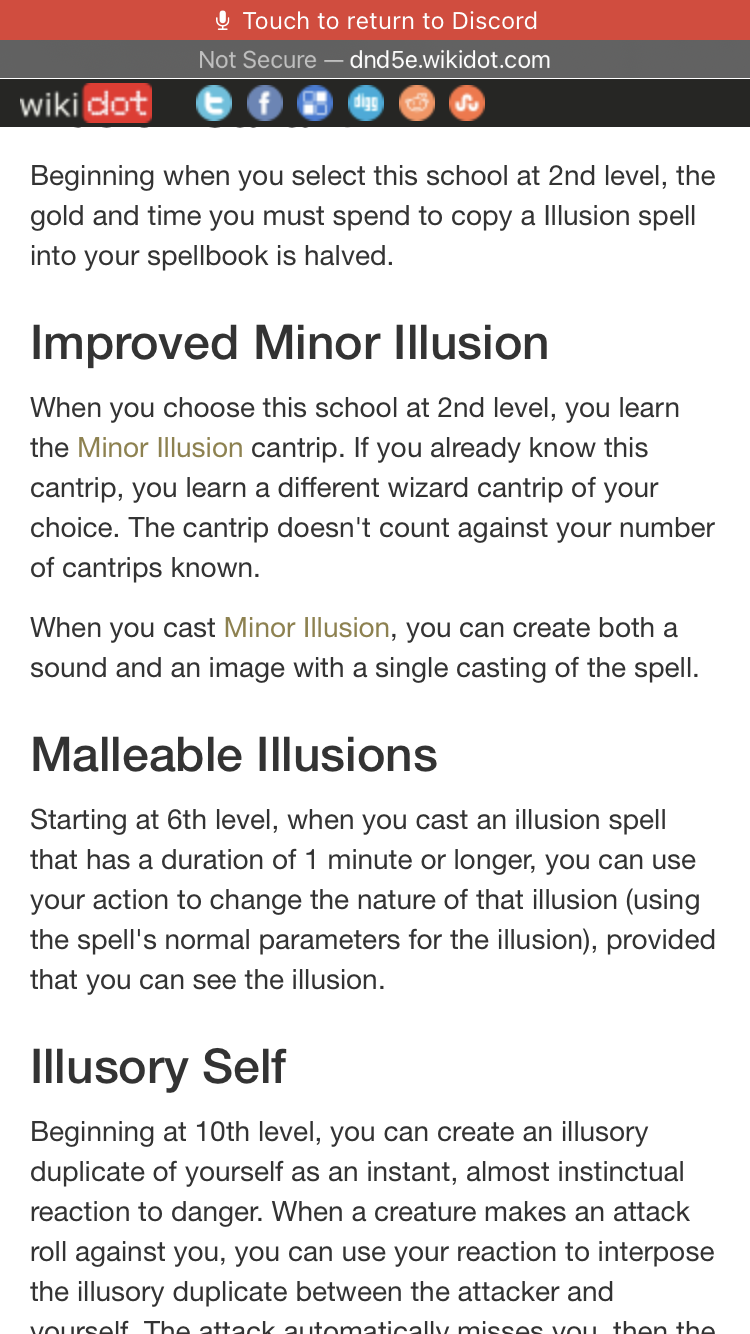 Touch to return to Discord
Not Secure — dnd5e.wikidot.com
wikidot digg
Beginning when you select this school at 2nd level, the
gold and time you must spend to copy a Illusion spell
into your spellbook is halved.
Improved Minor Illusion
When you choose this school at 2nd level, you learn
the Minor Illusion cantrip. If you already know this
cantrip, you learn a different wizard cantrip of your
choice. The cantrip doesn't count against your number
of cantrips known.
When you cast Minor Illusion, you can create both a
sound and an image with a single casting of the spell.
Malleable Illusions
Starting at 6th level, when you cast an illusion spell
that has a duration of 1 minute or longer, you can use
your action to change the nature of that illusion (using
the spell's normal parameters for the illusion), provided
that you can see the illusion.
Illusory Self
Beginning at 10th level, you can create an illusory
duplicate of yourself as an instant, almost instinctual
reaction to danger. When a creature makes an attack
roll against you, you can use your reaction to interpose
the illusory duplicate between the attacker and
yourself. The attack automatically misses you, then the